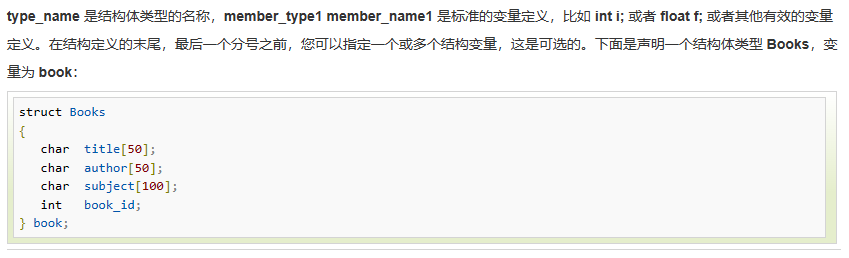 type_name 是结构体类型的名称，member_type1 member_name1 是标准的变量定义，比如 int i; 或者 float f; 或者其他有效的变量
定义。在结构定义的末尾，最后一个分号之前，您可以指定一个或多个结构变量，这是可选的。下面是声明一个结构体类型 Books，变
量为 book：
struct Books
{
   char  title[50];
   char  author[50];
   char  subject[100];
   int   book_id;
} book;